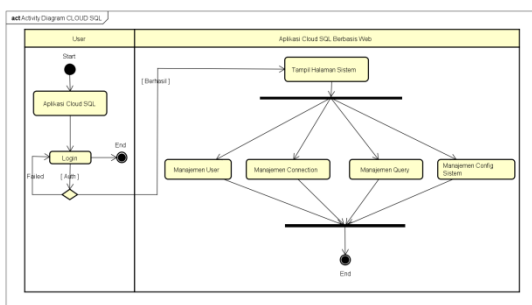 act Activity Diagram CLOUD SQL
User
Aplikasi Cloud SQL Berbasis Web
Start
[ Berhasil ]
Tampil Halaman Sistem
Aplikasi Cloud SQL
End
Login
Failed
[ Auth ]
Manajemen User
Manajemen Connection
Manajemen Query
Manajemen Config
Sistem
End